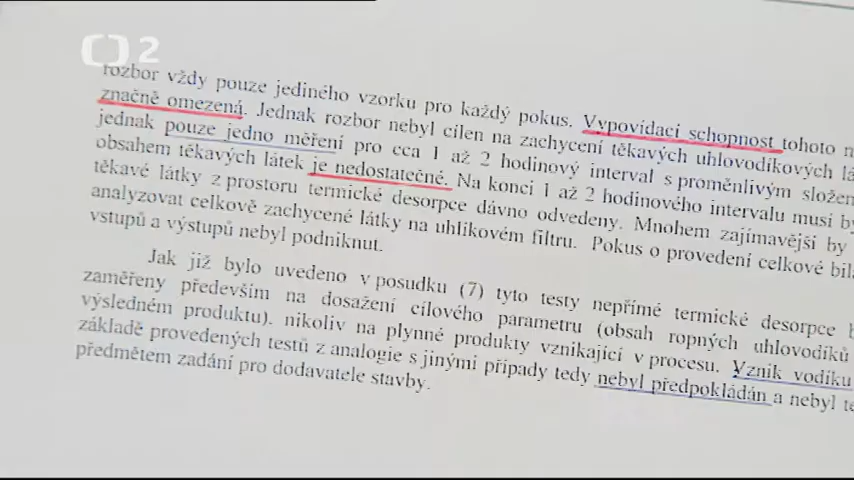 2
rozbor vždy pouze jediného vzorku pro každý pokus. Vypovídací schopnost tohoto
značně omezená. Jednak rozbor nebyl cílen na zachycení těkavých uhlovodíkových
jednak pouze jedno měření pro cca 1 až 2 hodinový interval s proměnlivým
obsahem těkavých látek je nedostatečné. Na konci 1 až 2 hodinového intervalu musí
těkavé látky z prostoru termické desorpce dávno odvedeny. Mnohem zajímavější by
analyzovat celkově zachycené látky na uhlíkovém filtru. Pokus o provedení celkové
vstupů a výstupů nebyl podniknut.
Jak již bylo uvedeno v posudku (7) tyto testy nepřímé termické desorpce
zaměřeny především na dosažení cílového parametru (obsah ropných uhlovodíků
výsledném produktu). nikoliv na plynné produkty vznikající v procesu. Vznik vodíku
základě provedených testů z analogie s jinými případy tedy nebyl předpokládán a nebyl
předmětem zadání pro dodavatele stavby.